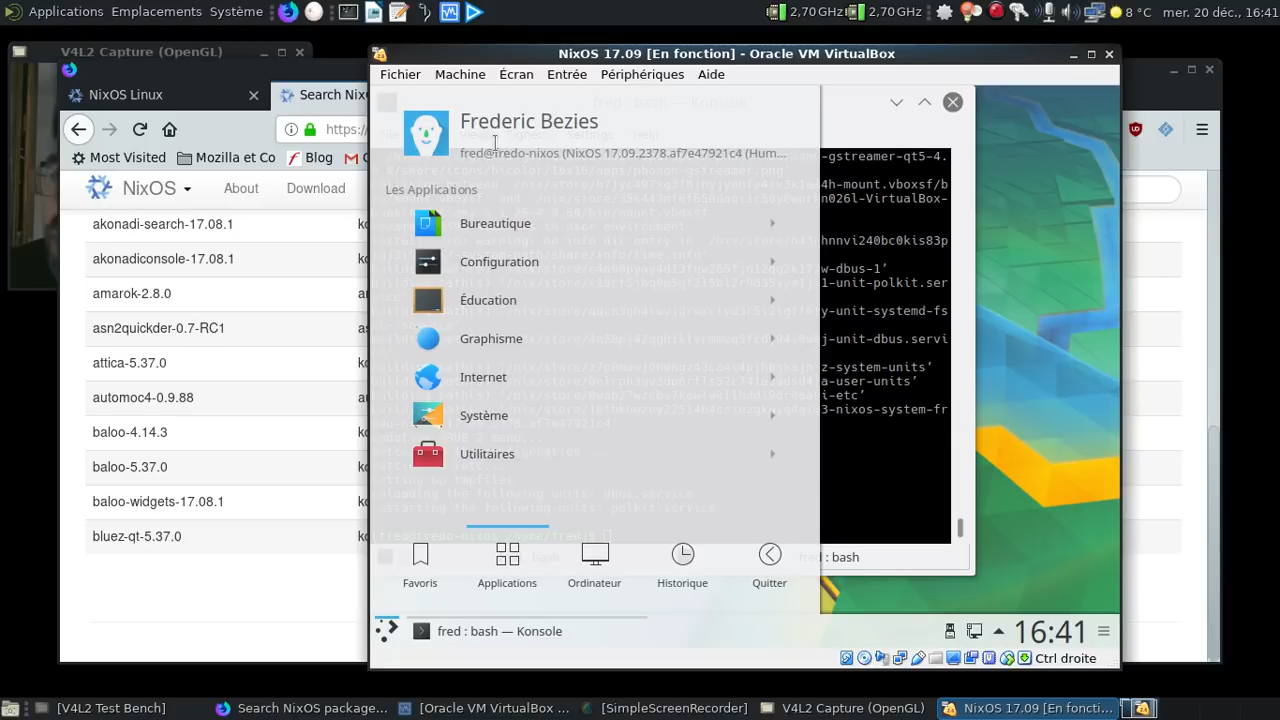 Applications Emplacements Système
2,70 GHz 2,70 GHz 8 °C mer. 20 déc., 16:41
V4L2 Capture (OpenGL)
NixOS 17.09 [En fonction] - Oracle VM VirtualBox
Fichier Machine Écran Entrée Périphériques Aide
NixOS Linux
Search Nix
https:/
Most Visited Mozilla et Co Blog Linux
NixOS About Download
akonadi-search-17.08.1
akonadiconsole-17.08.1
amarok-2.8.0
asn2quickder-0.7-RC1
attica-5.37.0
automoc4-0.9.88
baloo-4.14.3
baloo-5.37.0
baloo-widgets-17.08.1
bluez-qt-5.37.0
fred : bash — Konsole
Frederic Bezies
fred@fredo-nixos (NixOS 17.09.2378.af7e47921c4 (Hum...
Les Applications
Bureautique
Configuration
Éducation
Graphisme
Internet
Système
Utilitaires
-gstreamer-qt5-4.
4h-mount.vboxsf/b
n026l-VirtualBox-
hnnvi240bc0kis83p
w-dbus-1’
1-unit-polkit.ser
y-unit-systemd-fs
j-unit-dbus.servi
z-system-units’
a-user-units’
i-etc’
3-nixos-system-fr
Favoris Applications Ordinateur Historique Quitter
fred : bash
fred : bash — Konsole
16:41
Ctrl droite
[V4L2 Test Bench] Search NixOS package... [Oracle VM VirtualBox ... [SimpleScreenRecorder] V4L2 Capture (OpenGL) NixOS 17.09 [En foncti...